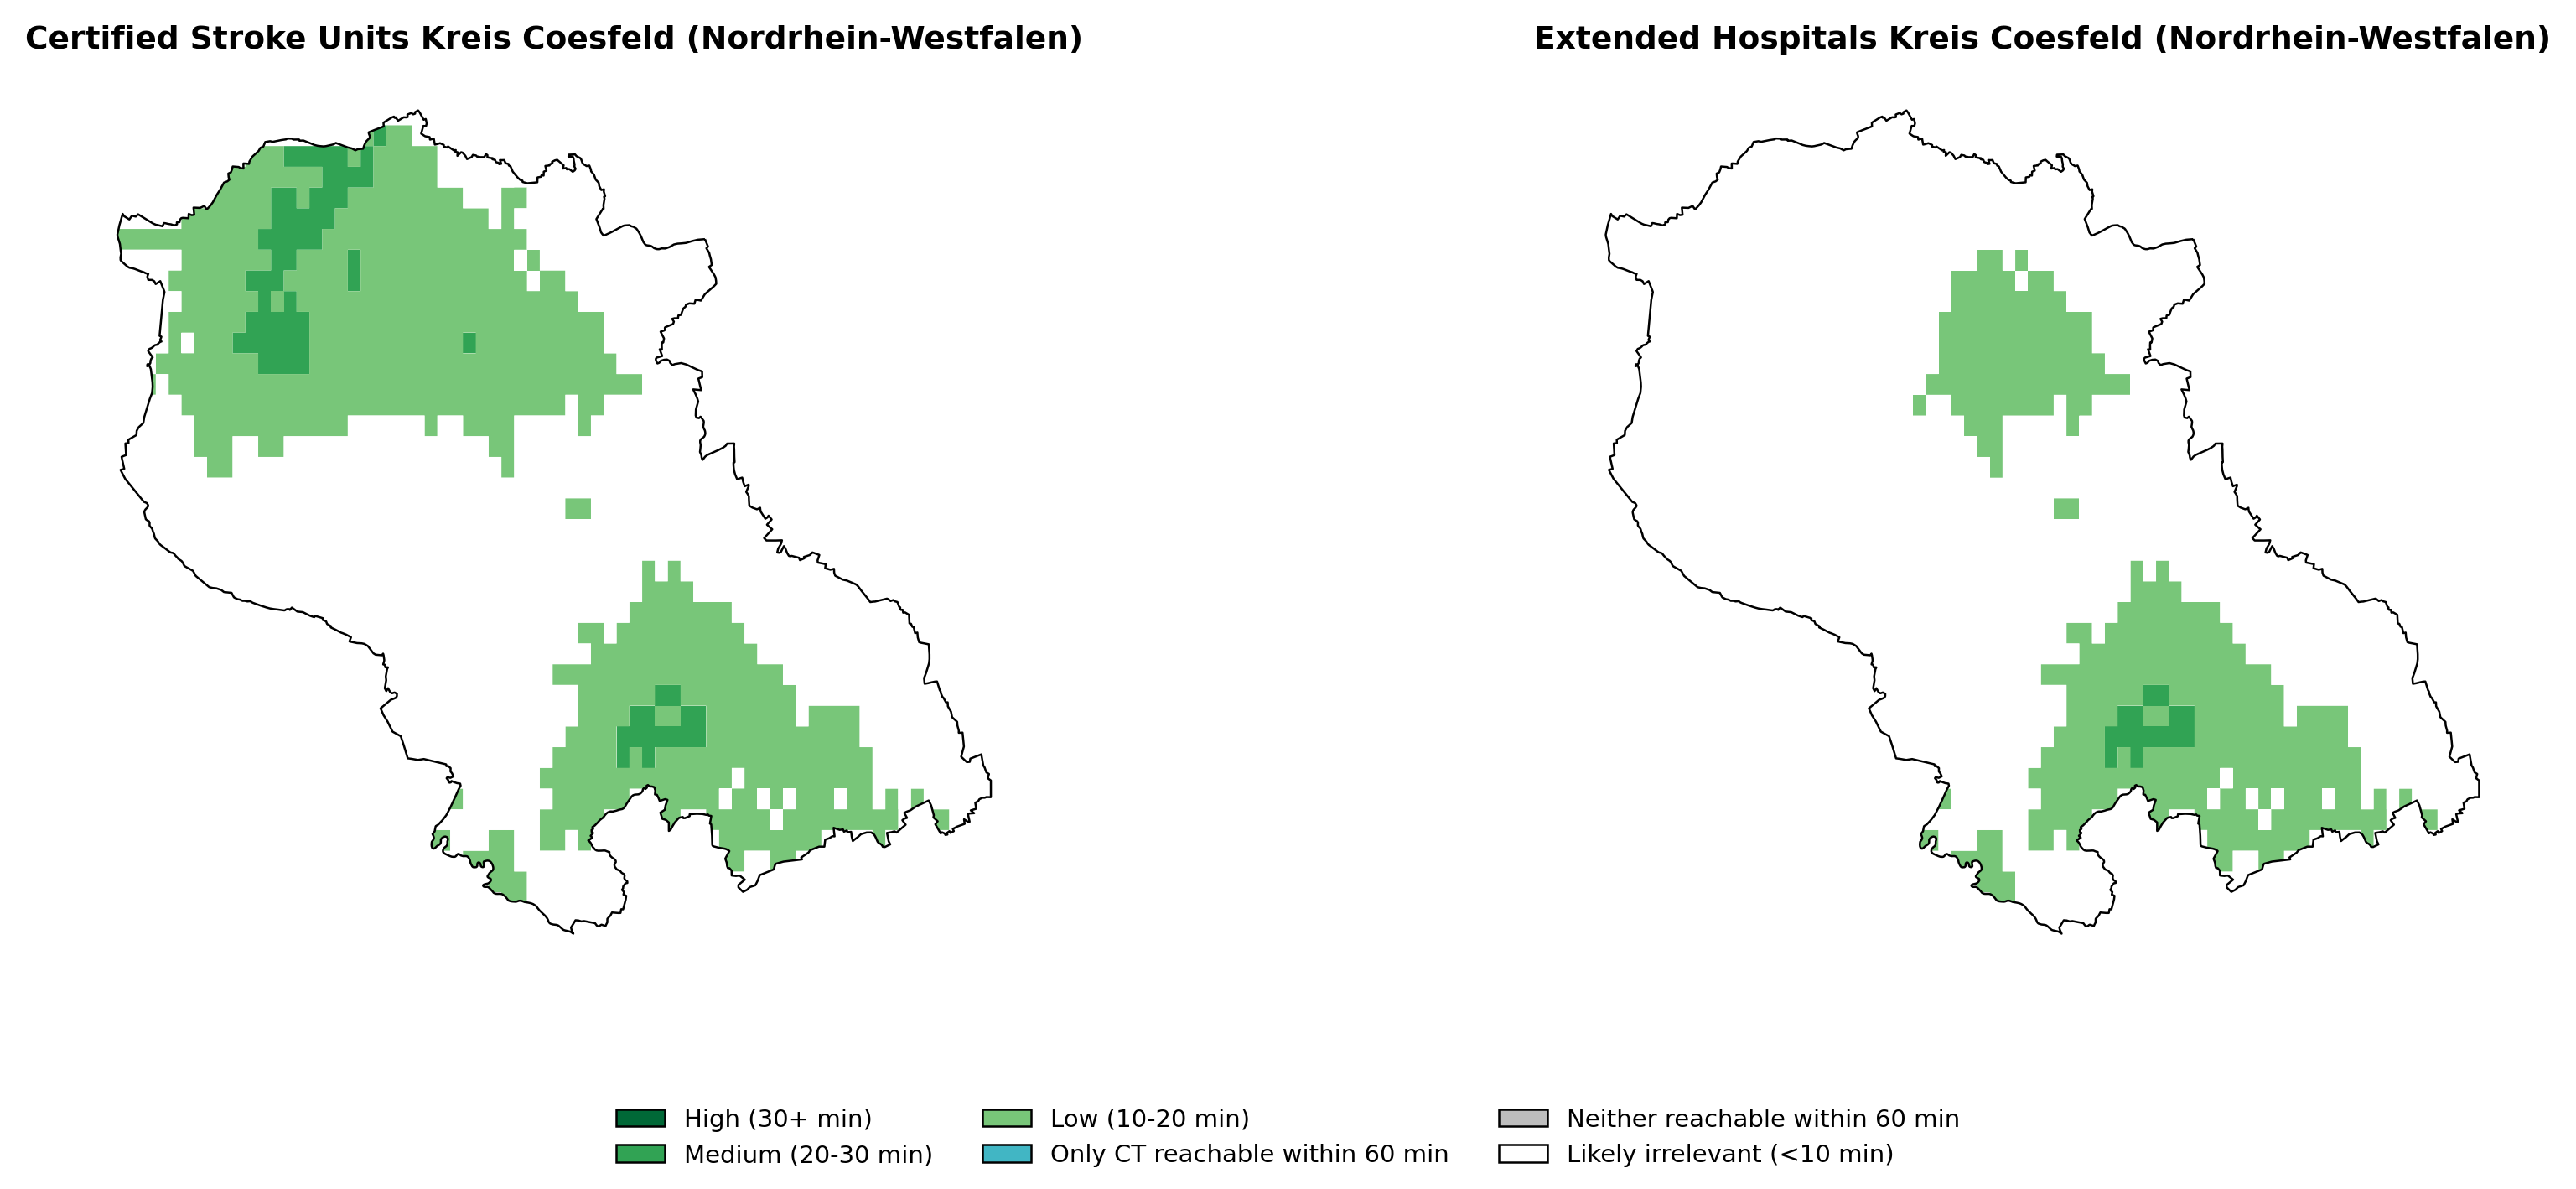 Certified Stroke Units Kreis Coesfeld (Nordrhein-Westfalen)
Extended Hospitals Kreis Coesfeld (Nordrhein-Westfalen)
High (30+ min)
Medium (20-30 min)
Low (10-20 min)
Only CT reachable within 60 min
Neither reachable within 60 min
Likely irrelevant (<10 min)